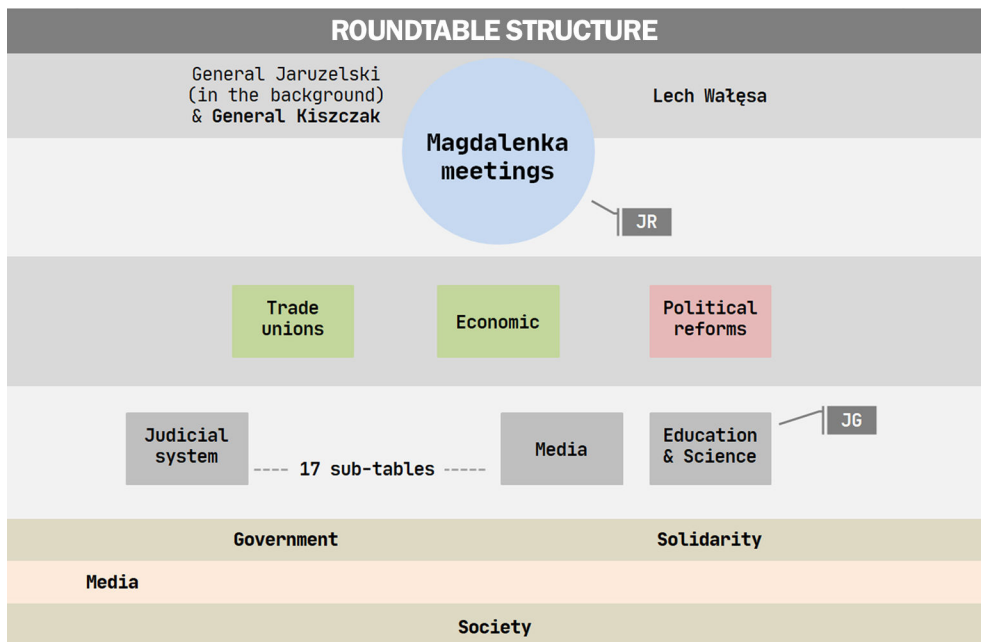 ROUNDTABLE STRUCTURE
General Jaruzelski
(in the background)
& General Kiszczak
Lech Wałęsa
Magdalenka
meetings
JR
Trade
unions
Economic
Political
reforms
Judicial
system
17 sub-tables
Media
Education
& Science
JG
Government
Solidarity
Media
Society